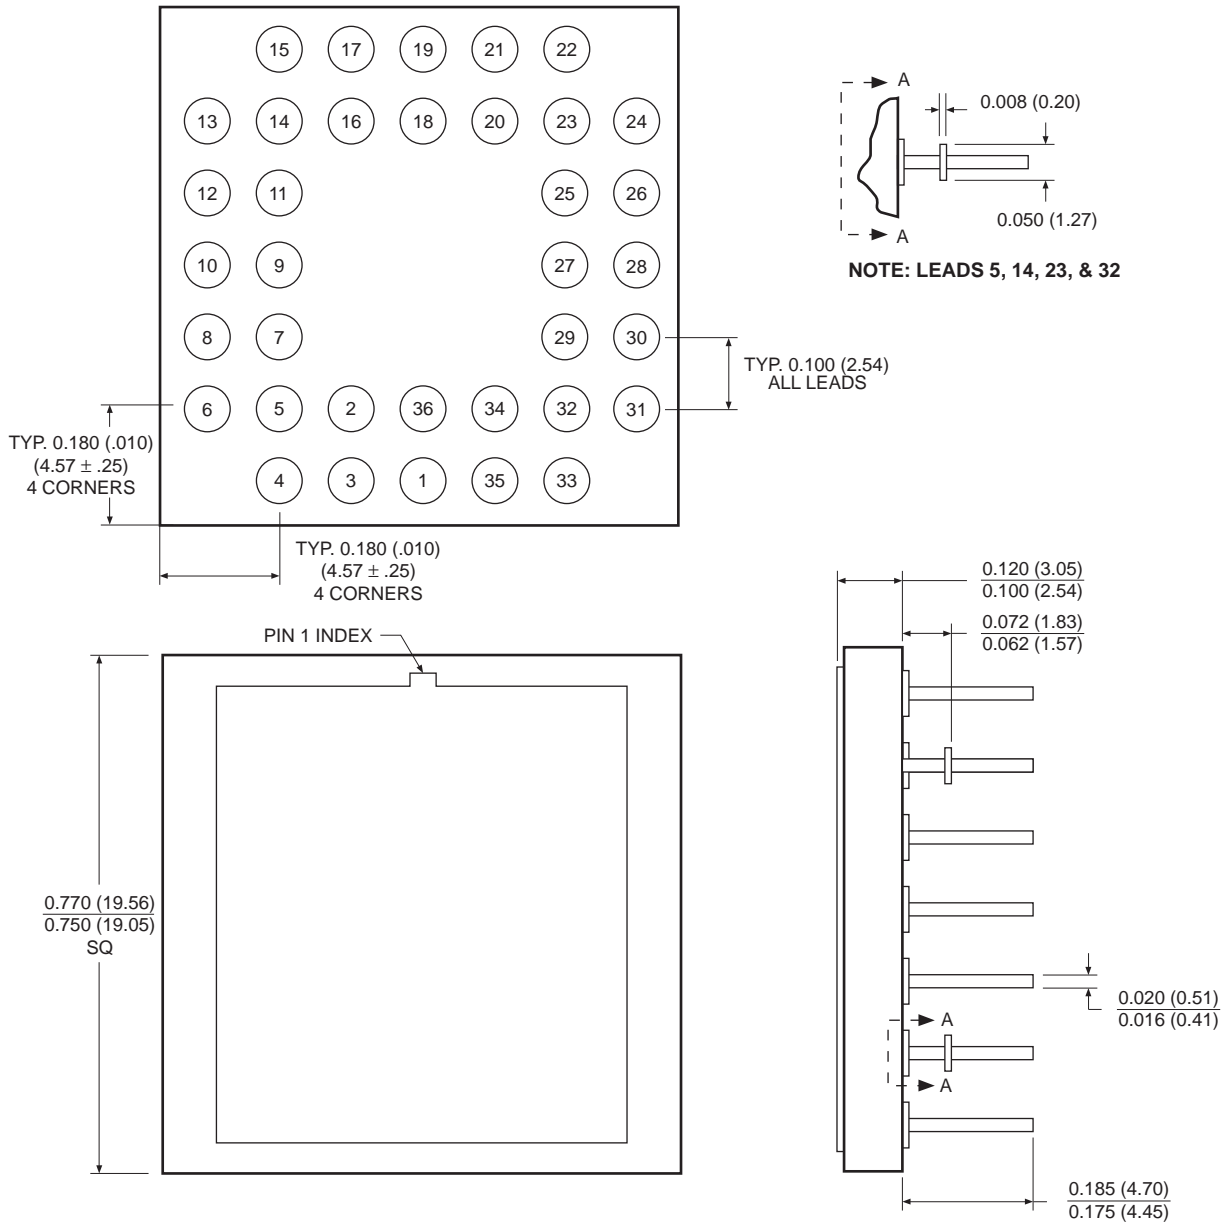 15 17 19 21 22
13 14 16 18 20 23 24
12 11 25 26
10 9 27 28
8 7 29 30
6 5 2 36 34 32 31
4 3 1 35 33
TYP. 0.100 (2.54)
ALL LEADS
TYP. 0.180 (.010)
(4.57 ± .25)
4 CORNERS
TYP. 0.180 (.010)
(4.57 ± .25)
4 CORNERS
A
0.008 (0.20)
0.050 (1.27)
A
NOTE: LEADS 5, 14, 23, & 32
PIN 1 INDEX
0.770 (19.56)
0.750 (19.05)
SQ
0.120 (3.05)
0.100 (2.54)
0.072 (1.83)
0.062 (1.57)
0.020 (0.51)
0.016 (0.41)
A
A
0.185 (4.70)
0.175 (4.45)